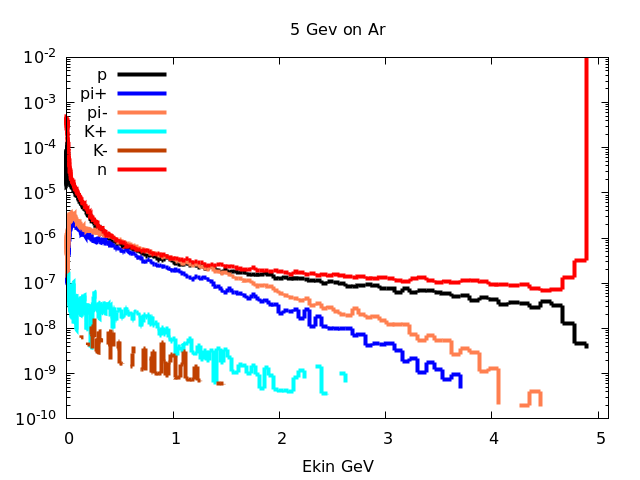 5 Gev on Ar
10^-2
10^-3
10^-4
10^-5
10^-6
10^-7
10^-8
10^-9
10^-10
p
pi+
pi-
K+
K-
n
0 1 2 3 4 5
Ekin GeV